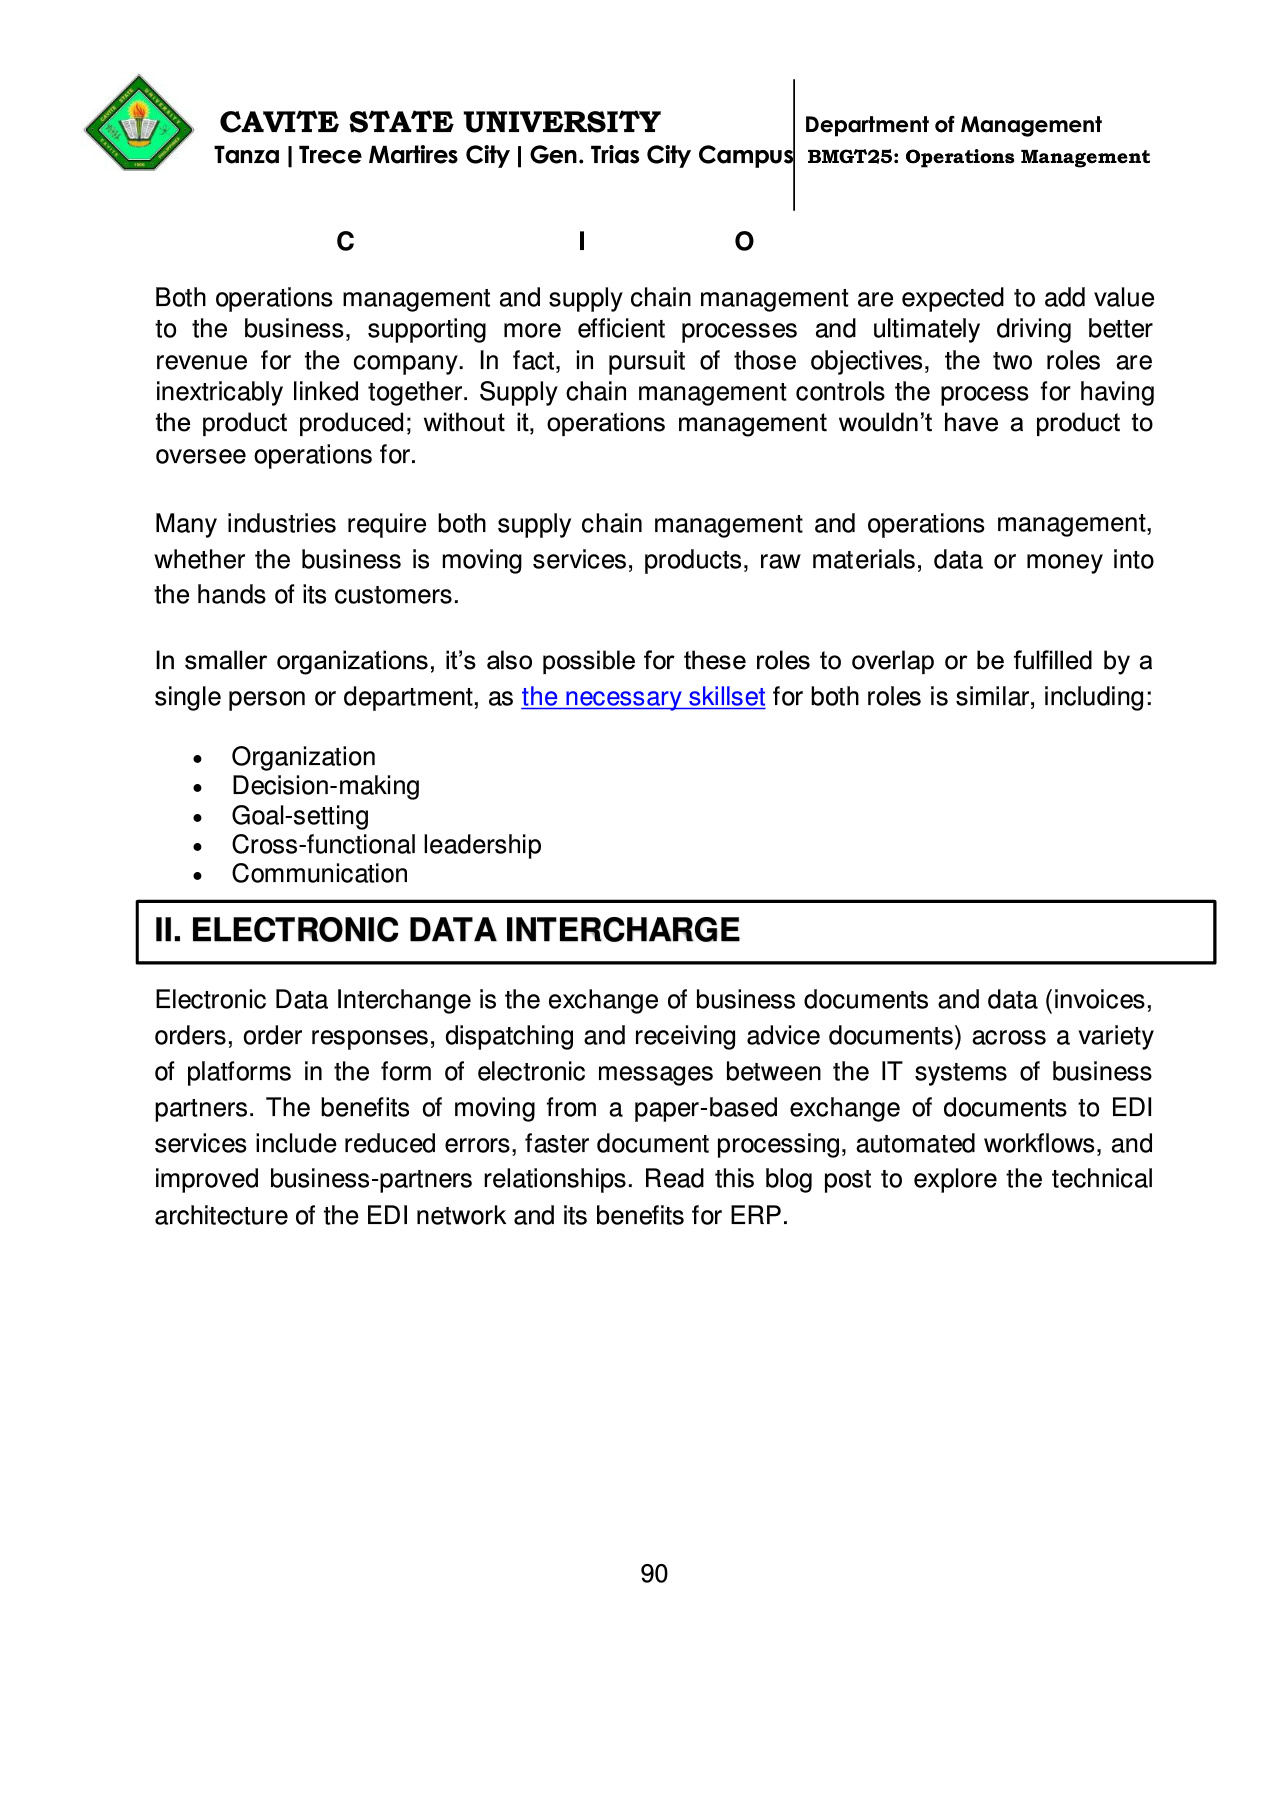 CAVITE STATE UNIVERSITY
Department of Management
Tanza | Trece Martires City | Gen. Trias City Campus
BMGT25: Operations Management
C I O
Both operations management and supply chain management are expected to add value
to the business, supporting more efficient processes and ultimately driving better
revenue for the company. In fact, in pursuit of those objectives, the two roles are
inextricably linked together. Supply chain management controls the process for having
the product produced; without it, operations management wouldn’t have a product to
oversee operations for.
Many industries require both supply chain management and operations management,
whether the business is moving services, products, raw materials, data or money into
the hands of its customers.
In smaller organizations, it’s also possible for these roles to overlap or be fulfilled by a
single person or department, as the necessary skillset for both roles is similar, including:
• Organization
• Decision-making
• Goal-setting
• Cross-functional leadership
• Communication
II. ELECTRONIC DATA INTERCHARGE
Electronic Data Interchange is the exchange of business documents and data (invoices,
orders, order responses, dispatching and receiving advice documents) across a variety
of platforms in the form of electronic messages between the IT systems of business
partners. The benefits of moving from a paper-based exchange of documents to EDI
services include reduced errors, faster document processing, automated workflows, and
improved business-partners relationships. Read this blog post to explore the technical
architecture of the EDI network and its benefits for ERP.
90